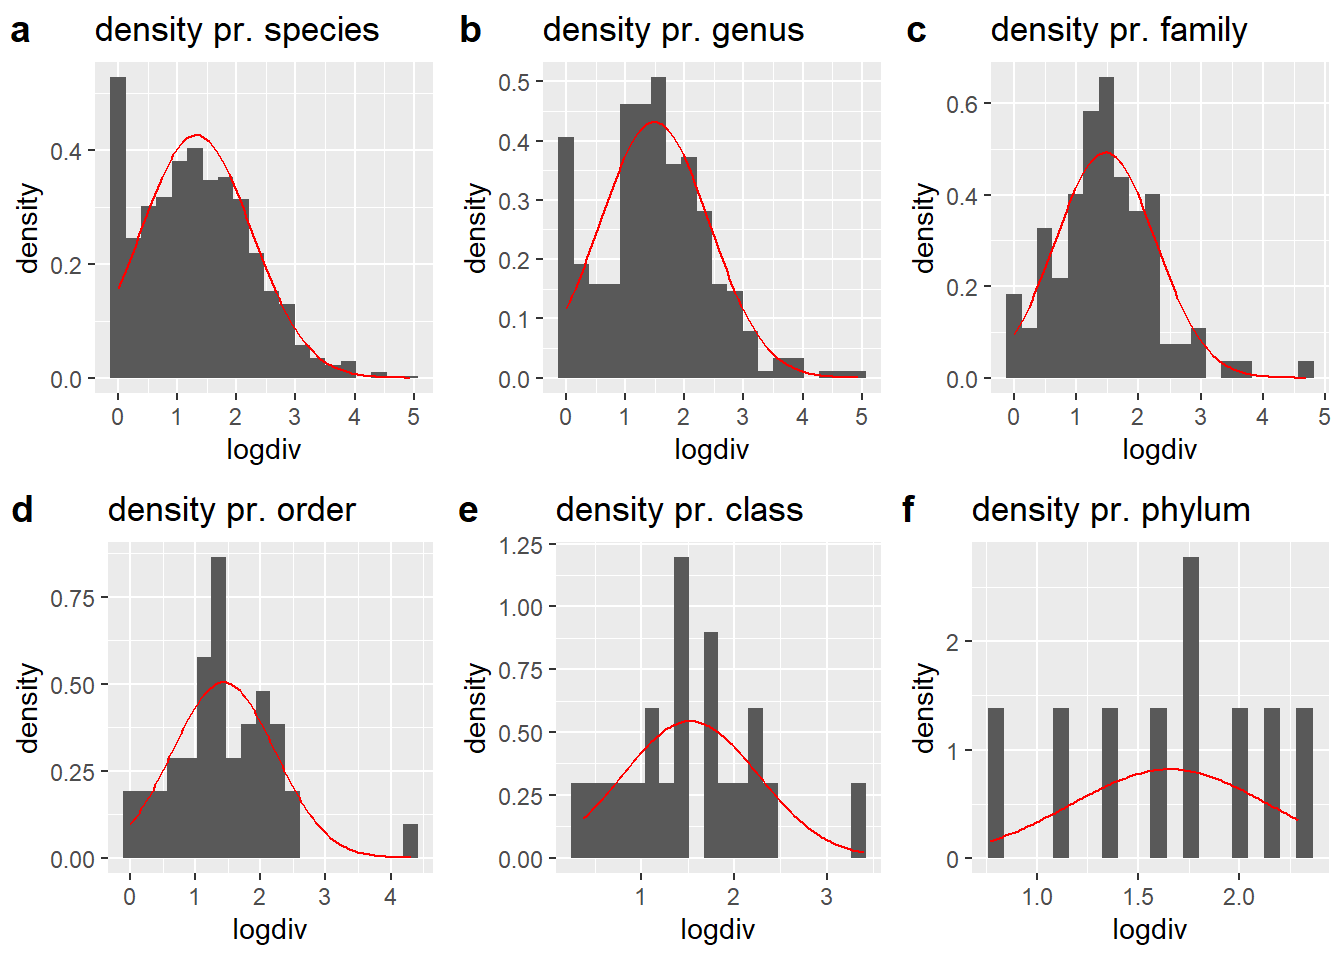 a density pr. species
density
0.4
0.2
0.0
0 1 2 3 4 5
logdiv
b density pr. genus
density
0.5
0.4
0.3
0.2
0.1
0.0
0 1 2 3 4 5
logdiv
c density pr. family
density
0.6
0.4
0.2
0.0
0 1 2 3 4 5
logdiv
d density pr. order
density
0.75
0.50
0.25
0.00
0 1 2 3 4
logdiv
e density pr. class
density
1.25
1.00
0.75
0.50
0.25
0.00
1 2 3
logdiv
f density pr. phylum
density
2
1
0
1.0 1.5 2.0
logdiv